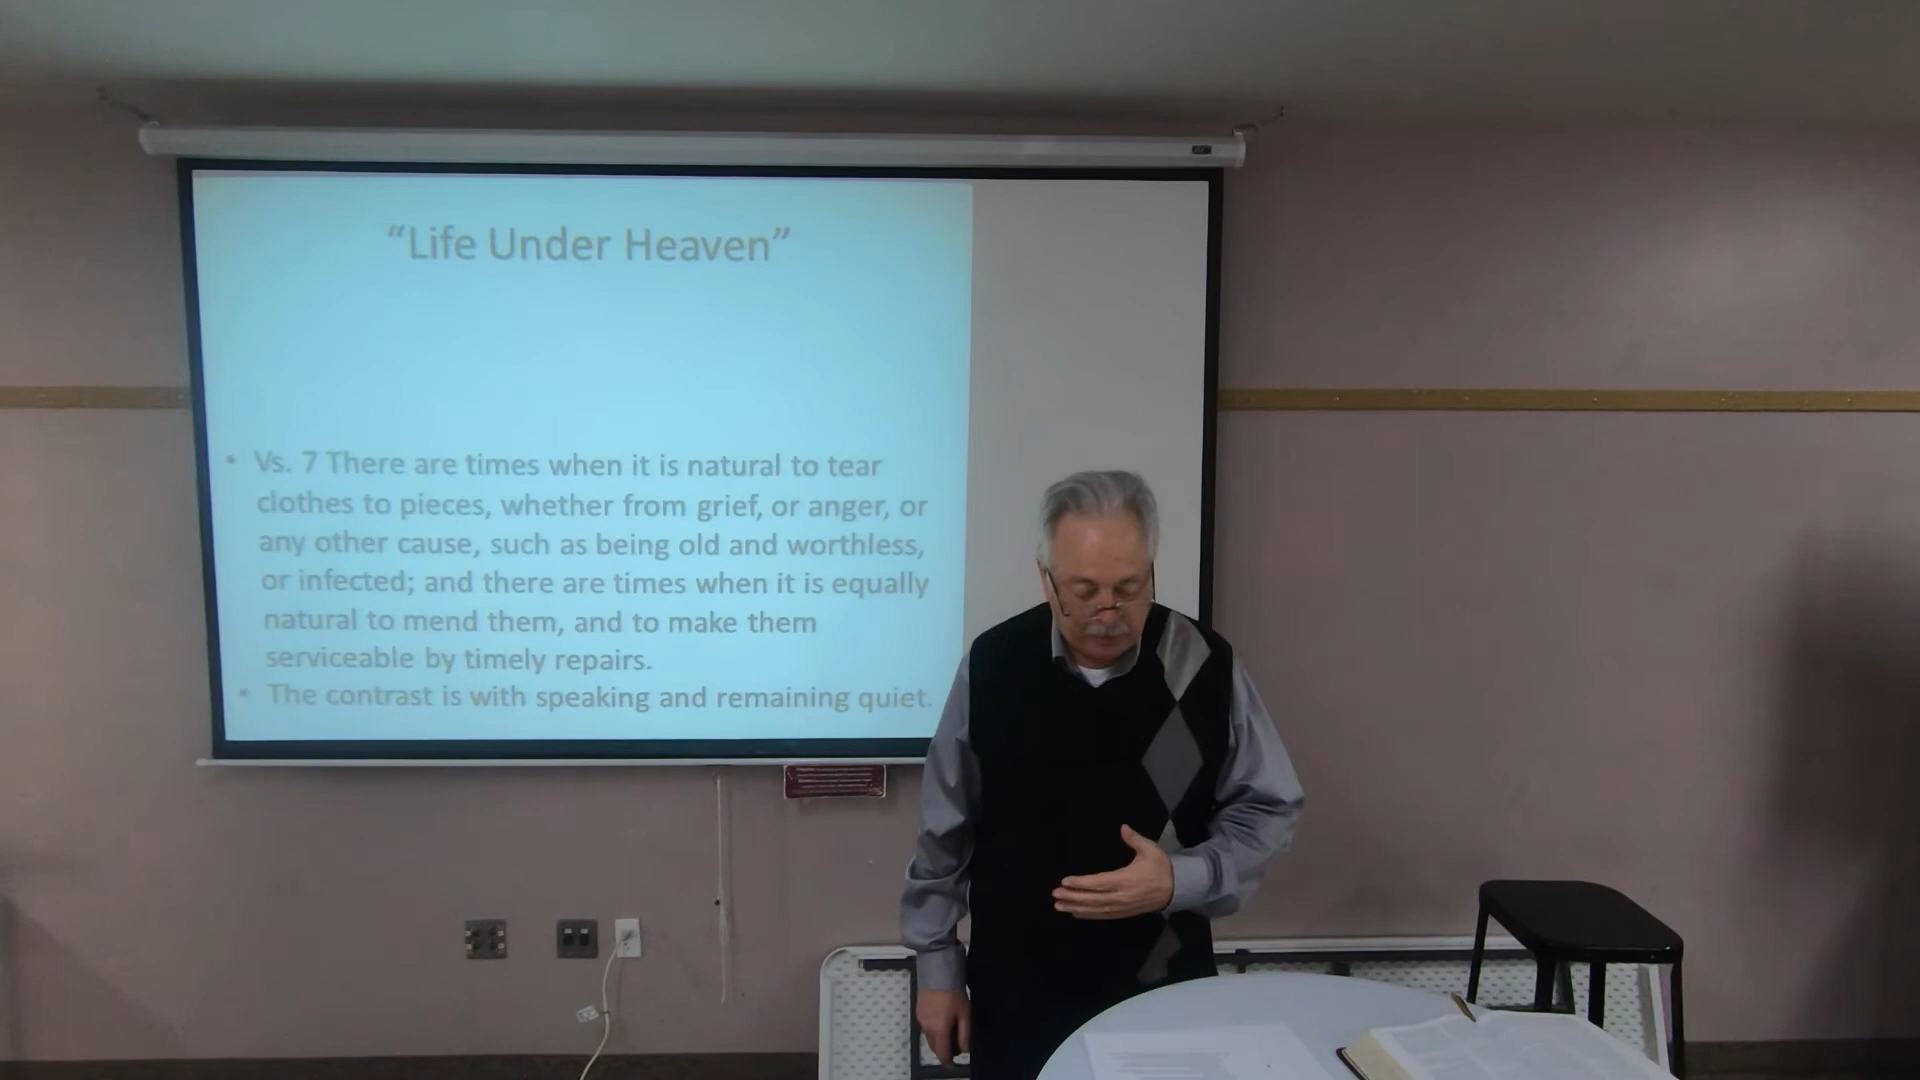 “Life Under Heaven”
• Vs. 7 There are times when it is natural to tear
clothes to pieces, whether from grief, or anger, or
any other cause, such as being old and worthless,
or infected; and there are times when it is equally
natural to mend them, and to make them
serviceable by timely repairs.
• The contrast is with speaking and remaining quiet.